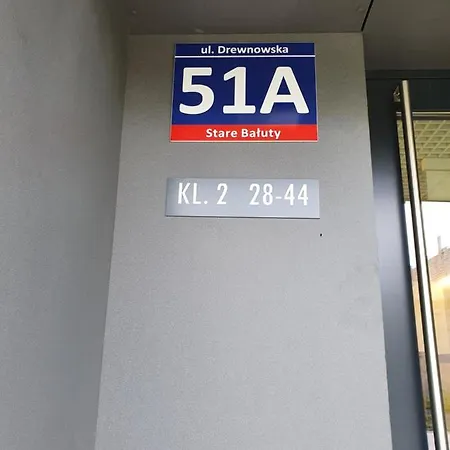 ul. Drewnowska
51A
Stare Bałuty
KL. 2 28-44